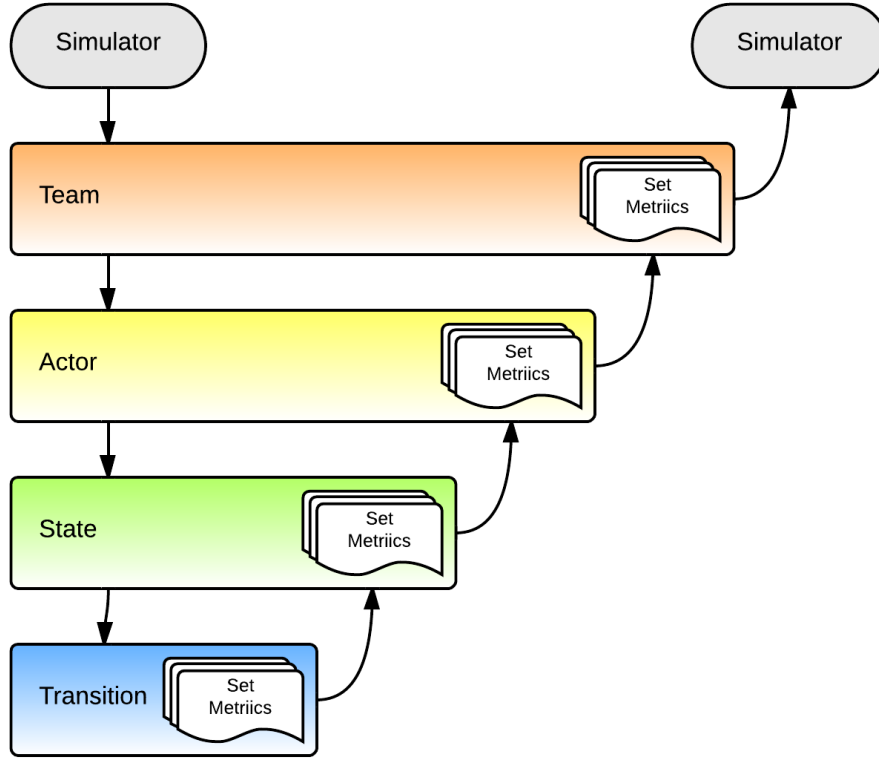 Simulator
Simulator
Team
Set
Metriics
Actor
Set
Metriics
State
Set
Metriics
Transition
Set
Metriics